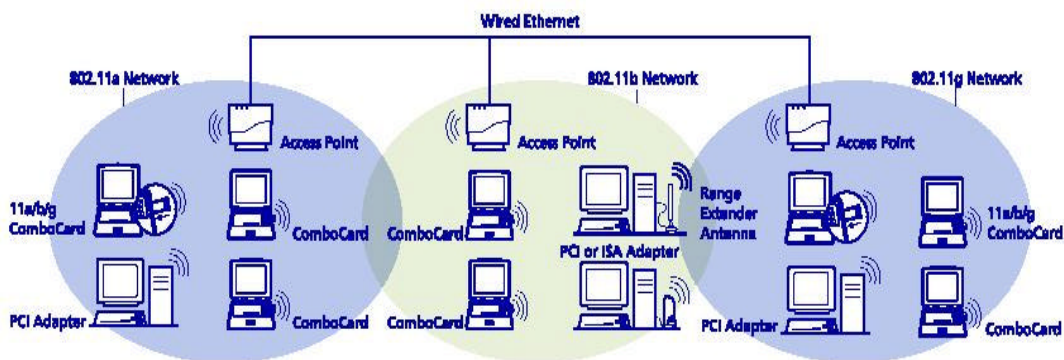 Wired Ethernet
802.11a Network
802.11b Network
802.11g Network
Access Point
Access Point
Access Point
11a/b/g
ComboCard
ComboCard
ComboCard
Range
Extender
Antenna
11a/b/g
ComboCard
PCI or ISA Adapter
PCI Adapter
ComboCard
ComboCard
PCI Adapter
ComboCard